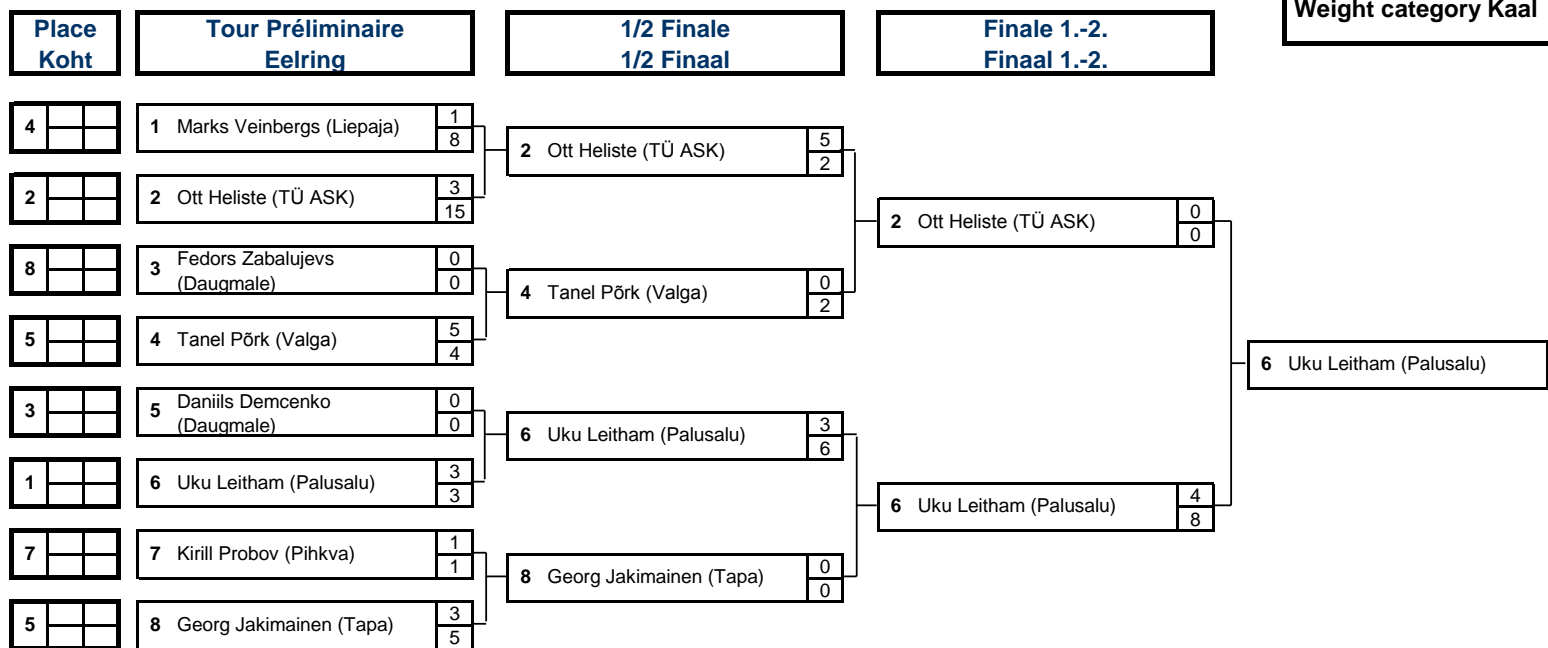 Weight category Kaal
Place
Koht
Tour Préliminaire
Eelring
1/2 Finale
1/2 Finaal
Finale 1.-2.
Finaal 1.-2.
4
1 Marks Veinbergs (Liepaja)
1
8
2 Ott Heliste (TÜ ASK)
5
2
2
2 Ott Heliste (TÜ ASK)
3
15
2 Ott Heliste (TÜ ASK)
0
0
8
3 Fedors Zabalujevs
(Daugmale)
0
0
4 Tanel Põrk (Valga)
0
2
5
4 Tanel Põrk (Valga)
5
4
6 Uku Leitham (Palusalu)
3
5 Daniils Demcenko
(Daugmale)
0
0
6 Uku Leitham (Palusalu)
3
6
1
6 Uku Leitham (Palusalu)
3
3
6 Uku Leitham (Palusalu)
4
8
7
7 Kirill Probov (Pihkva)
1
1
8 Georg Jakimainen (Tapa)
0
0
5
8 Georg Jakimainen (Tapa)
3
5